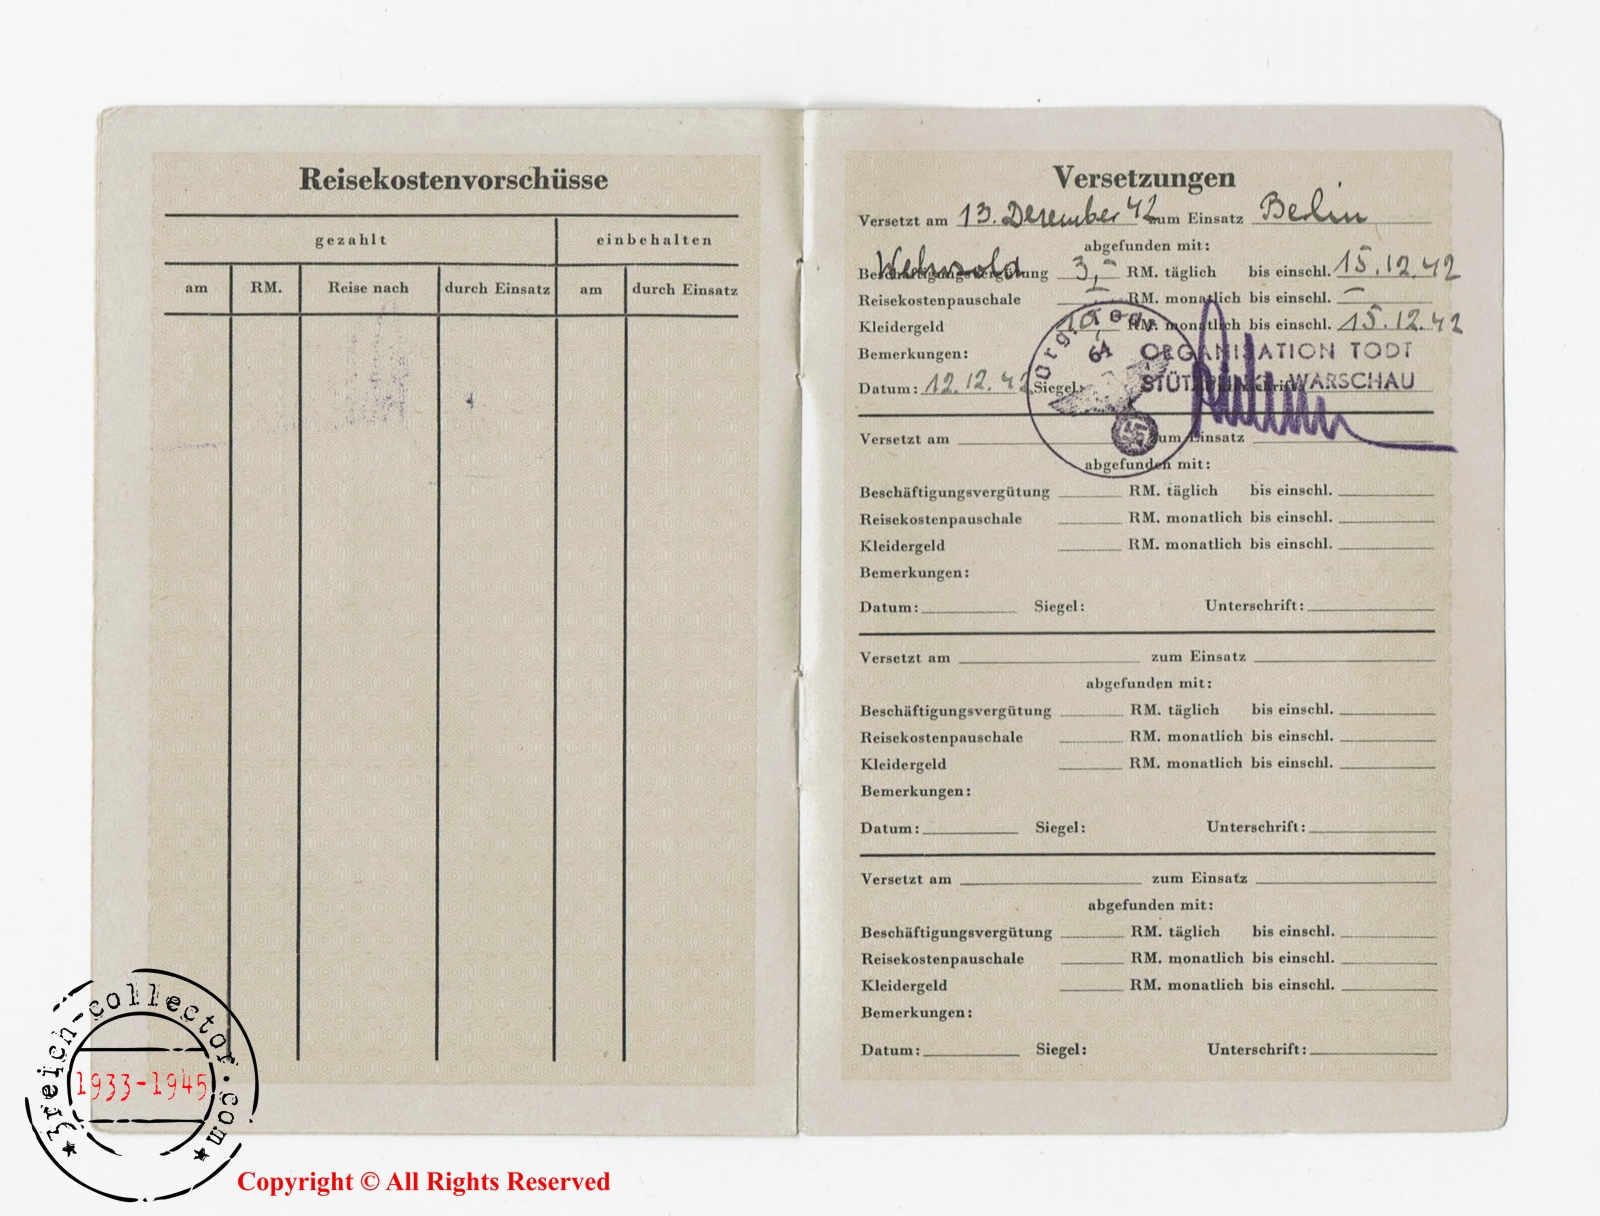 Reisekostenvorschüsse
gezahlt einbehalten
am RM. Reise nach durch Einsatz am durch Einsatz
Versetzungen
Versetzt am 13. Dezember 42 zum Einsatz Berlin
abgefunden mit:
Wehrsold
Beschäftigungsvergütung 3,- RM. täglich bis einschl. 15.12.42
Reisekostenpauschale — RM. monatlich bis einschl. —
Kleidergeld 10,- RM. monatlich bis einschl. 15.12.42
Bemerkungen:
Datum: 12.12.42 Siegel: Unterschrift:
Org. Todt
64
ORGANISATION TODT
STÜTZPUNKT WARSCHAU
Versetzt am zum Einsatz
abgefunden mit:
Beschäftigungsvergütung RM. täglich bis einschl.
Reisekostenpauschale RM. monatlich bis einschl.
Kleidergeld RM. monatlich bis einschl.
Bemerkungen:
Datum: Siegel: Unterschrift:
Versetzt am zum Einsatz
abgefunden mit:
Beschäftigungsvergütung RM. täglich bis einschl.
Reisekostenpauschale RM. monatlich bis einschl.
Kleidergeld RM. monatlich bis einschl.
Bemerkungen:
Datum: Siegel: Unterschrift:
Versetzt am zum Einsatz
abgefunden mit:
Beschäftigungsvergütung RM. täglich bis einschl.
Reisekostenpauschale RM. monatlich bis einschl.
Kleidergeld RM. monatlich bis einschl.
Bemerkungen:
Datum: Siegel: Unterschrift:
3reich-collector.com
1933-1945
Copyright © All Rights Reserved